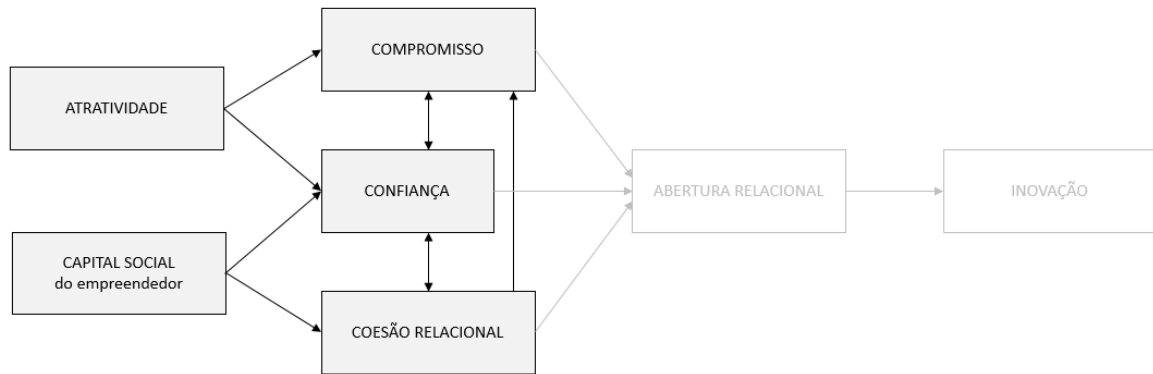 COMPROMISSO
ATRATIVIDADE
CONFIANÇA
ABERTURA RELACIONAL
INOVAÇÃO
CAPITAL SOCIAL
do empreendedor
COESÃO RELACIONAL